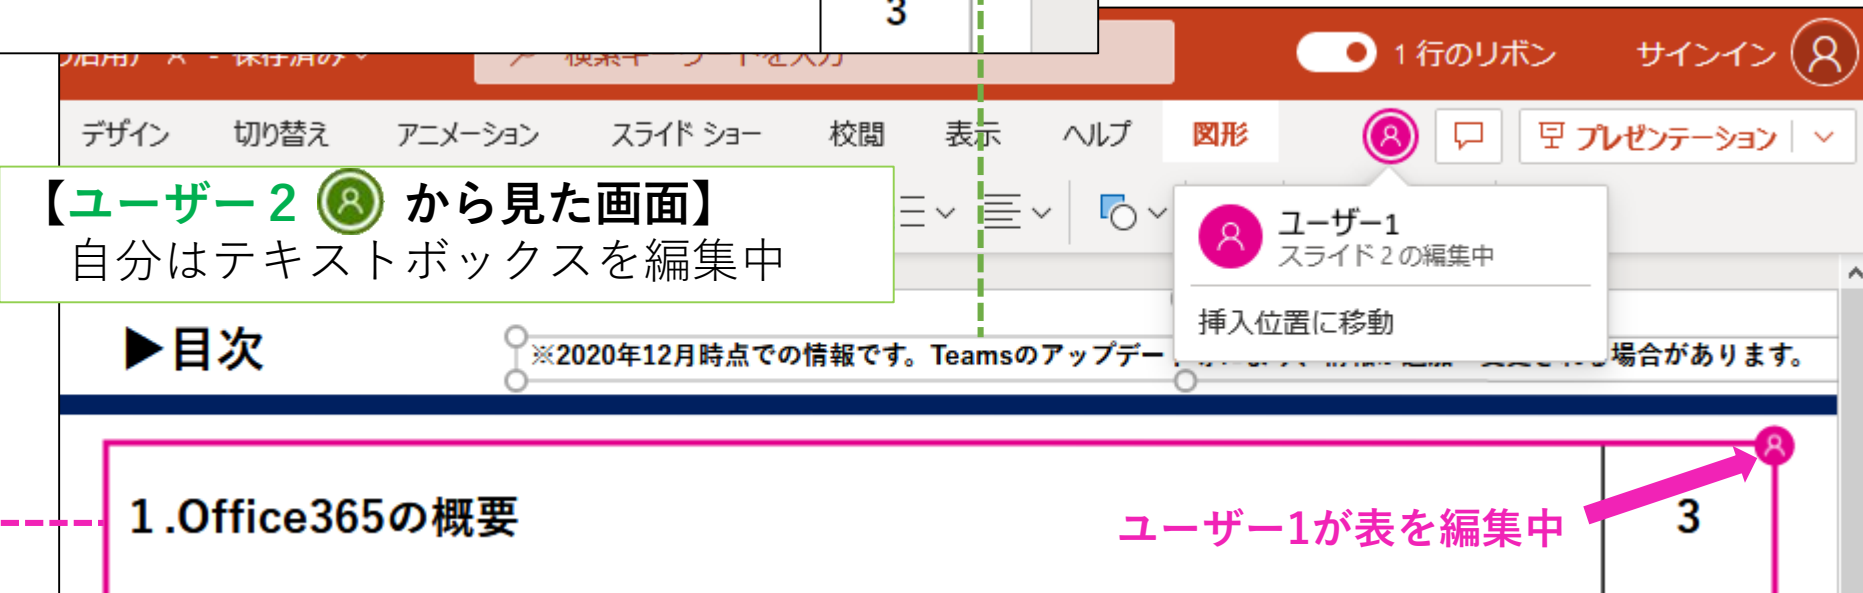 3
1行のリボン
サインイン
デザイン 切り替え アニメーション スライド ショー 校閲 表示 ヘルプ 図形
プレゼンテーション
【ユーザー2 から見た画面】
自分はテキストボックスを編集中
ユーザー1
スライド 2 の編集中
挿入位置に移動
▶目次
※2020年12月時点での情報です。Teamsのアップデー
場合があります。
1.Office365の概要
3
ユーザー1が表を編集中